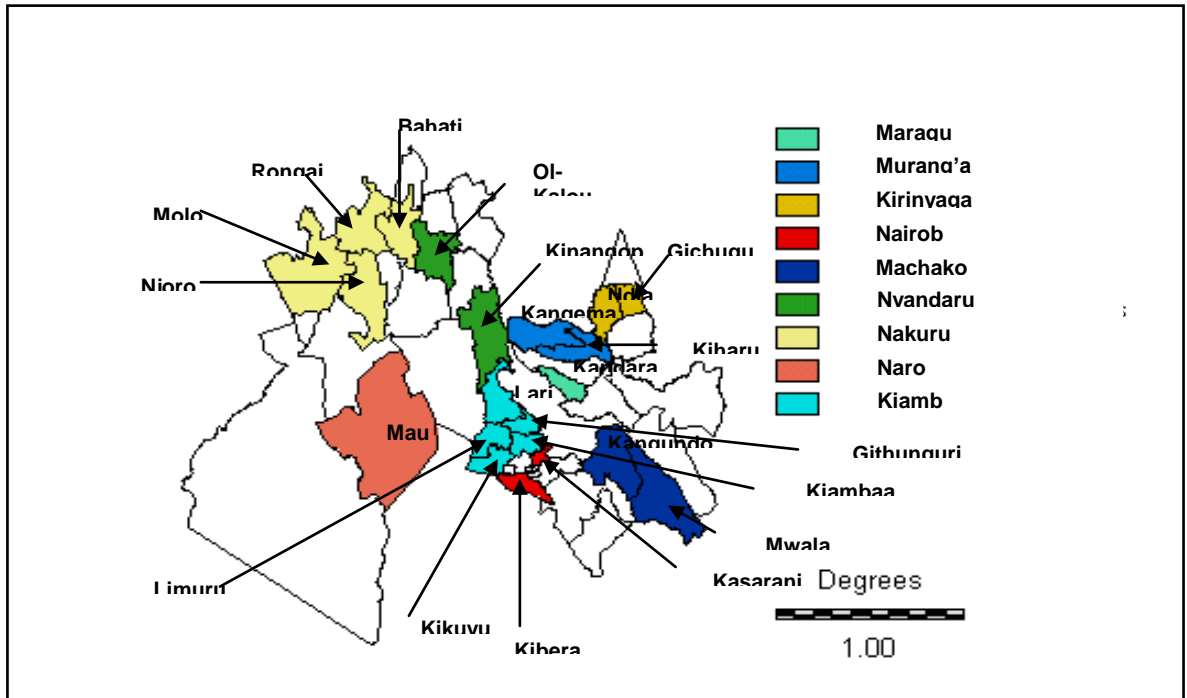 Bahati
Rongai
Ol-
Kalou
Molo
Kinangop
Gichugu
Njoro
Ndia
Kangema
Kiharu
Kandara
Lari
Mau
Kangundo
Githunguri
Kiambaa
Mwala
Kasarani
Limuru
Kikuyu
Kibera
Maragu
Murang'a
Kirinyaga
Nairob
Machako
Nyandaru
Nakuru
Naro
Kiamb
Degrees
1.00